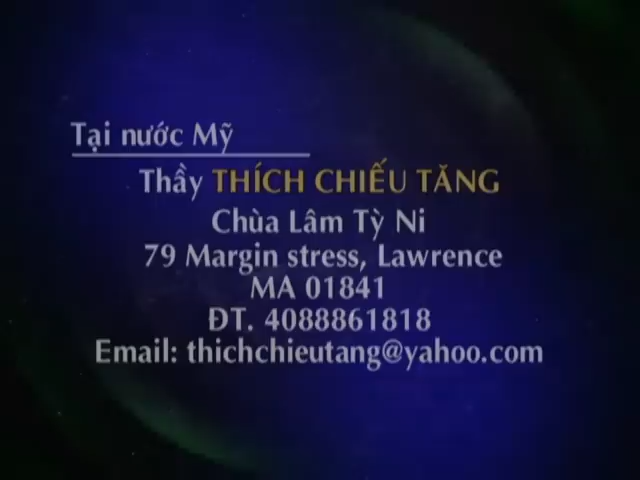 Tại nước Mỹ
Thầy THÍCH CHIẾU TĂNG
Chùa Lâm Tỳ Ni
79 Margin stress, Lawrence
MA 01841
ĐT. 4088861818
Email: thichchieutang@yahoo.com